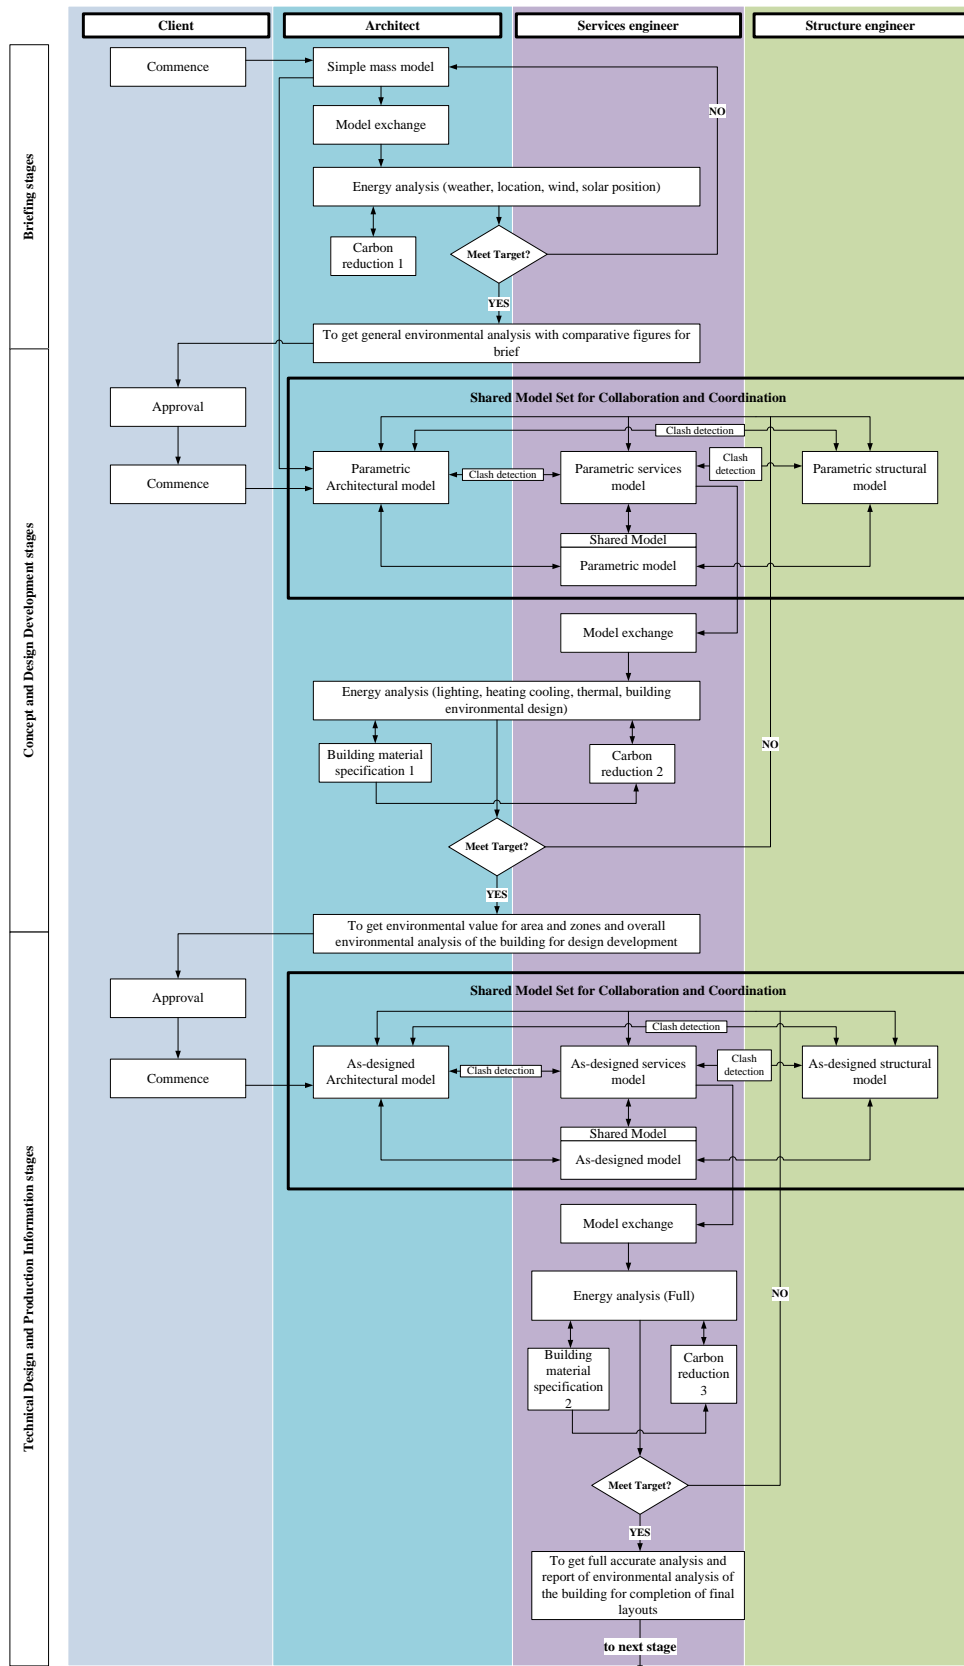 Client
Architect
Services engineer
Structure engineer
Briefing stages
Commence
Simple mass model
NO
Model exchange
Energy analysis (weather, location, wind, solar position)
Carbon
reduction 1
Meet Target?
YES
To get general environmental analysis with comparative figures for
brief
Concept and Design Development stages
Approval
Commence
Shared Model Set for Collaboration and Coordination
Clash detection
Parametric
Architectural model
Clash detection
Parametric services
model
Clash
detection
Parametric structural
model
Shared Model
Parametric model
Model exchange
Energy analysis (lighting, heating cooling, thermal, building
environmental design)
Building material
specification 1
Carbon
reduction 2
NO
Meet Target?
YES
To get environmental value for area and zones and overall
environmental analysis of the building for design development
Technical Design and Production Information stages
Approval
Commence
Shared Model Set for Collaboration and Coordination
Clash detection
As-designed
Architectural model
Clash detection
As-designed services
model
Clash
detection
As-designed structural
model
Shared Model
As-designed model
Model exchange
Energy analysis (Full)
NO
Building
material
specification
2
Carbon
reduction
3
Meet Target?
YES
To get full accurate analysis and
report of environmental analysis of
the building for completion of final
layouts
to next stage